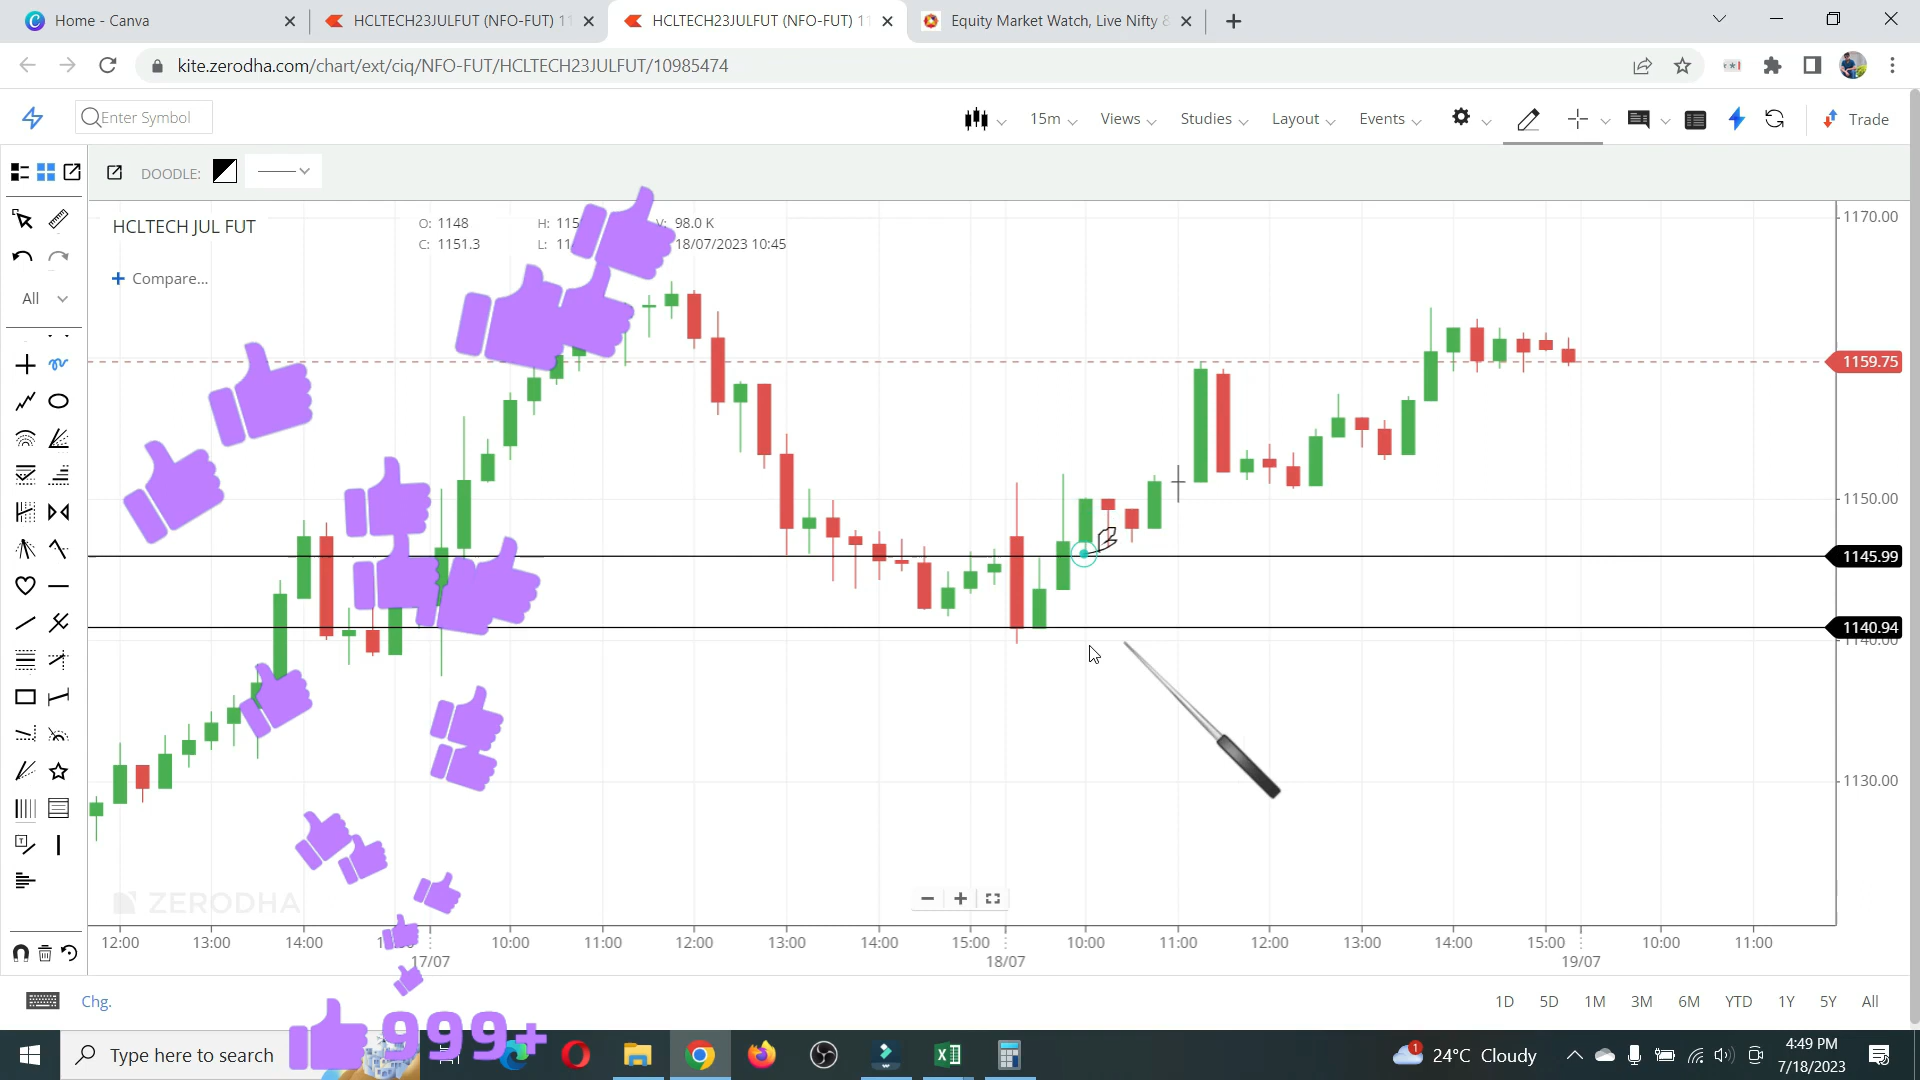 Home - Canva
HCLTECH23JULFUT (NFO-FUT) 11
HCLTECH23JULFUT (NFO-FUT) 11
Equity Market Watch, Live Nifty &
kite.zerodha.com/chart/ext/ciq/NFO-FUT/HCLTECH23JULFUT/10985474
Enter Symbol
15m
Views
Studies
Layout
Events
Trade
DOODLE:
HCLTECH JUL FUT
O: 1148
H:
V: 98.0 K
C: 1151.3
L:
18/07/2023 10:45
+ Compare...
All
1170.00
1159.75
1150.00
1145.99
B
1140.94
1140.00
1130.00
ZERODHA
12:00 13:00 14:00 10:00 11:00 12:00 13:00 14:00 15:00 10:00 11:00 12:00 13:00 14:00 15:00 10:00 11:00
17/07 18/07 19/07
Chg.
1D 5D 1M 3M 6M YTD 1Y 5Y All
999+
Type here to search
1
24°C Cloudy
4:49 PM
7/18/2023